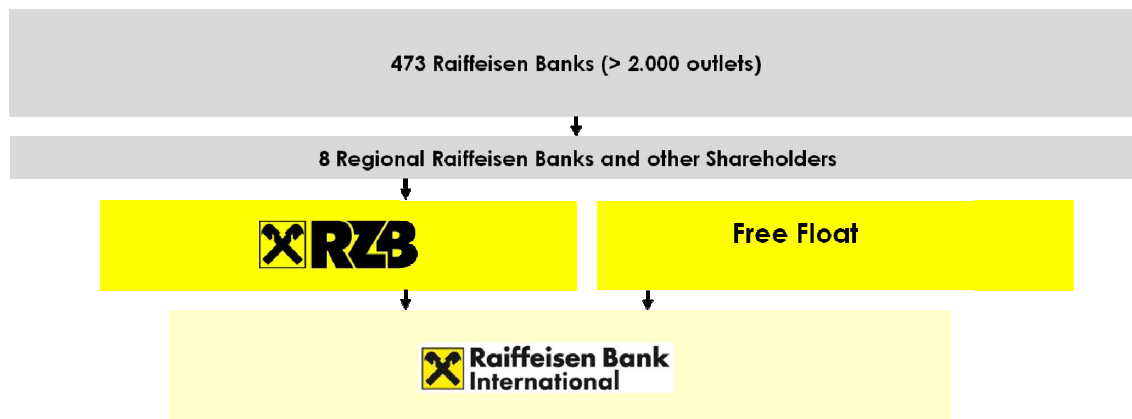 473 Raiffeisen Banks (> 2.000 outlets)
8 Regional Raiffeisen Banks and other Shareholders
RZB
Free Float
Raiffeisen Bank
International